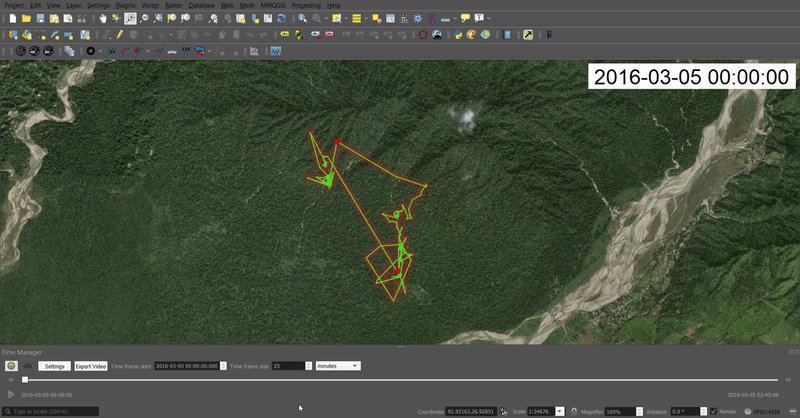 Project Edit View Layer Settings Plugins Vector Raster Database Web Mesh MMQGIS Processing Help
2016-03-05 00:00:00
Time Manager
Settings Export Video Time frame start: 2016-03-05 00:00:00.000 Time frame size: 25 minutes
2016-03-05 00:00:00 2016-03-05 23:45:00
Type to locate (Ctrl+K) Coordinate 92.92163,26.92851 Scale 1:24676 Magnifier 100% Rotation 0.0 ° Render EPSG:4326